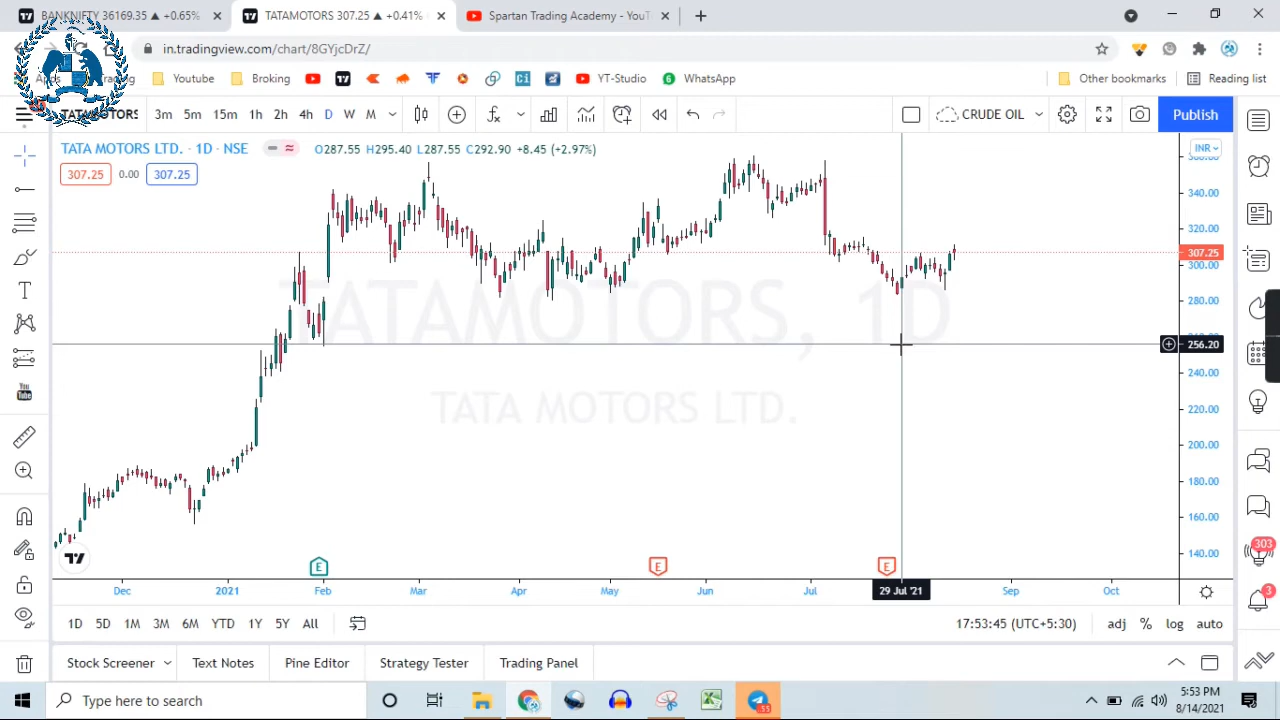 BANKNIFTY 36169.35 ▲ +0.65%
TATAMOTORS 307.25 ▲ +0.41%
Spartan Trading Academy - YouT
in.tradingview.com/chart/8GYjcDrZ/
Youtube
Broking
YT-Studio
WhatsApp
Other bookmarks
Reading list
TATAMOTORS
3m 5m 15m 1h 2h 4h D W M
CRUDE OIL
Publish
TATA MOTORS LTD. · 1D · NSE
O287.55 H295.40 L287.55 C292.90 +8.45 (+2.97%)
INR
307.25 0.00 307.25
340.00
320.00
307.25
300.00
280.00
256.20
240.00
220.00
200.00
180.00
160.00
140.00
TATAMOTORS, 1D
TATA MOTORS LTD.
E E E
Dec 2021 Feb Mar Apr May Jun Jul 29 Jul '21 Sep Oct
1D 5D 1M 3M 6M YTD 1Y 5Y All
17:53:45 (UTC+5:30) adj % log auto
303
3
Stock Screener Text Notes Pine Editor Strategy Tester Trading Panel
Type here to search
5:53 PM
8/14/2021